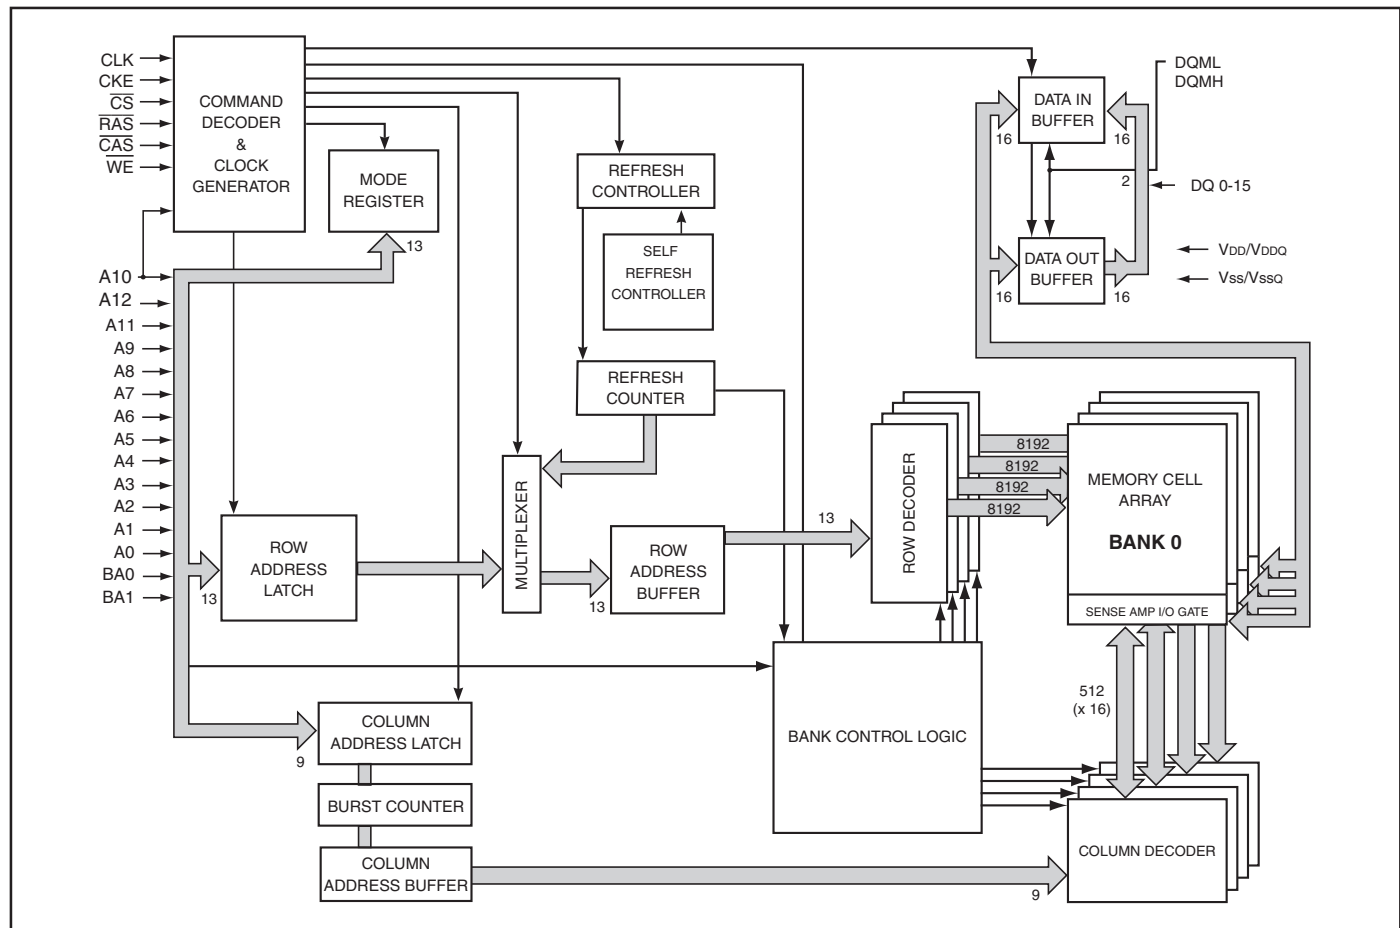 CLK
CKE
CS
RAS
CAS
WE
A10
A12
A11
A9
A8
A7
A6
A5
A4
A3
A2
A1
A0
BA0
BA1
COMMAND
DECODER
&
CLOCK
GENERATOR
MODE
REGISTER
13
REFRESH
CONTROLLER
SELF
REFRESH
CONTROLLER
REFRESH
COUNTER
DATA IN
BUFFER
16
16
DQML
DQMH
2
DQ 0-15
DATA OUT
BUFFER
16
16
VDD/VDDQ
Vss/VssQ
13
ROW
ADDRESS
LATCH
MULTIPLEXER
13
ROW
ADDRESS
BUFFER
13
ROW DECODER
8192
8192
8192
8192
MEMORY CELL
ARRAY
BANK 0
SENSE AMP I/O GATE
512
(x 16)
BANK CONTROL LOGIC
9
COLUMN
ADDRESS LATCH
BURST COUNTER
COLUMN
ADDRESS BUFFER
9
COLUMN DECODER